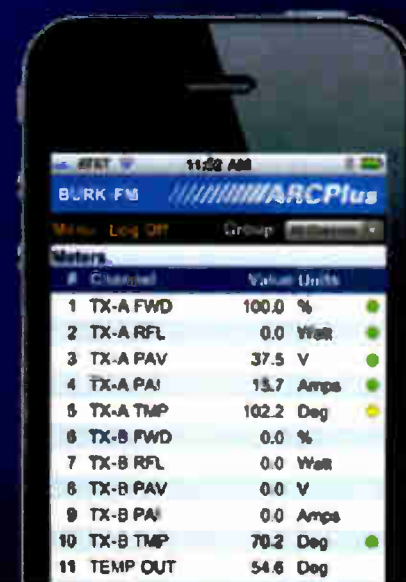 AT&T 11:52 AM
BURK FM ARCPlus
Menu Log Off Group
Meters
# Channel Value Units
1 TX-A FWD 100.0 %
2 TX-A RFL 0.0 Watt
3 TX-A PAV 37.5 V
4 TX-A PAI 15.7 Amps
5 TX-A TMP 102.2 Deg
6 TX-B FWD 0.0 %
7 TX-B RFL 0.0 Watt
8 TX-B PAV 0.0 V
9 TX-B PAI 0.0 Amps
10 TX-B TMP 70.2 Deg
11 TEMP OUT 54.6 Deg